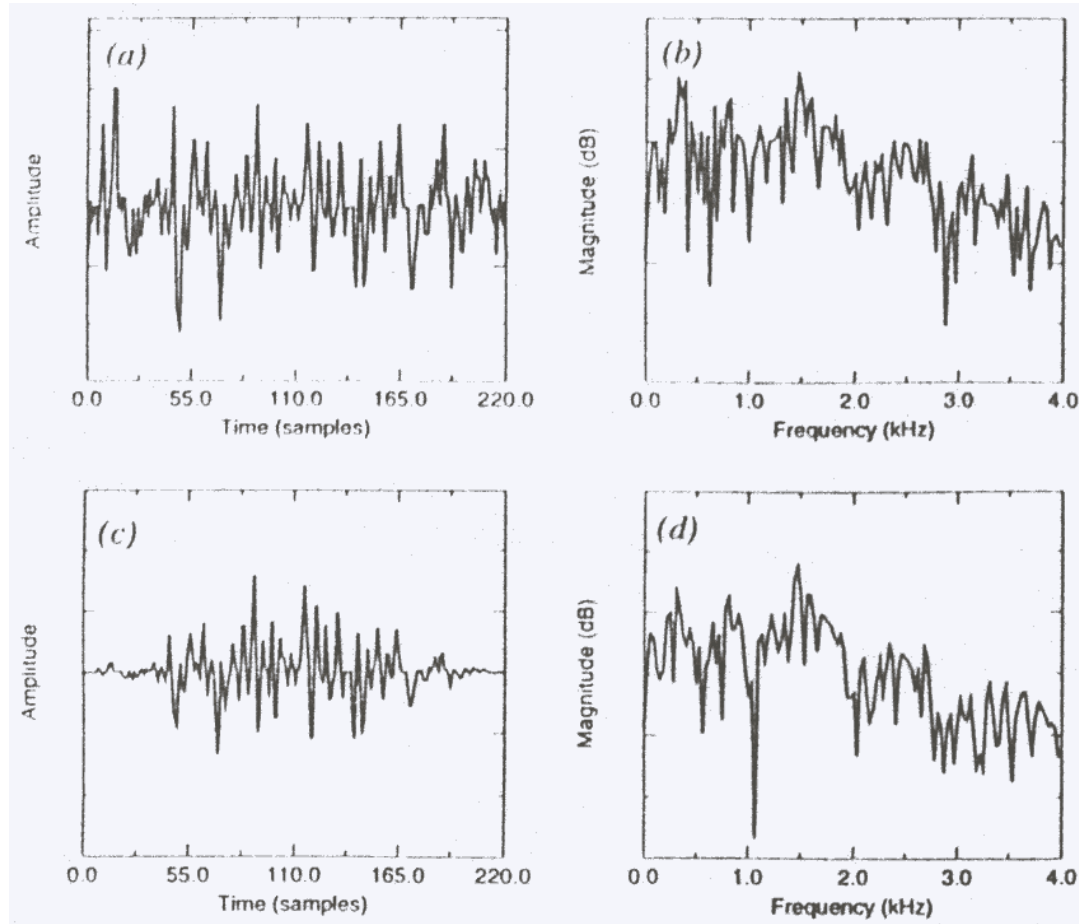 (a)
Amplitude
0.0 55.0 110.0 165.0 220.0
Time (samples)
(b)
Magnitude (dB)
0.0 1.0 2.0 3.0 4.0
Frequency (kHz)
(c)
Amplitude
0.0 55.0 110.0 165.0 220.0
Time (samples)
(d)
Magnitude (dB)
0.0 1.0 2.0 3.0 4.0
Frequency (kHz)